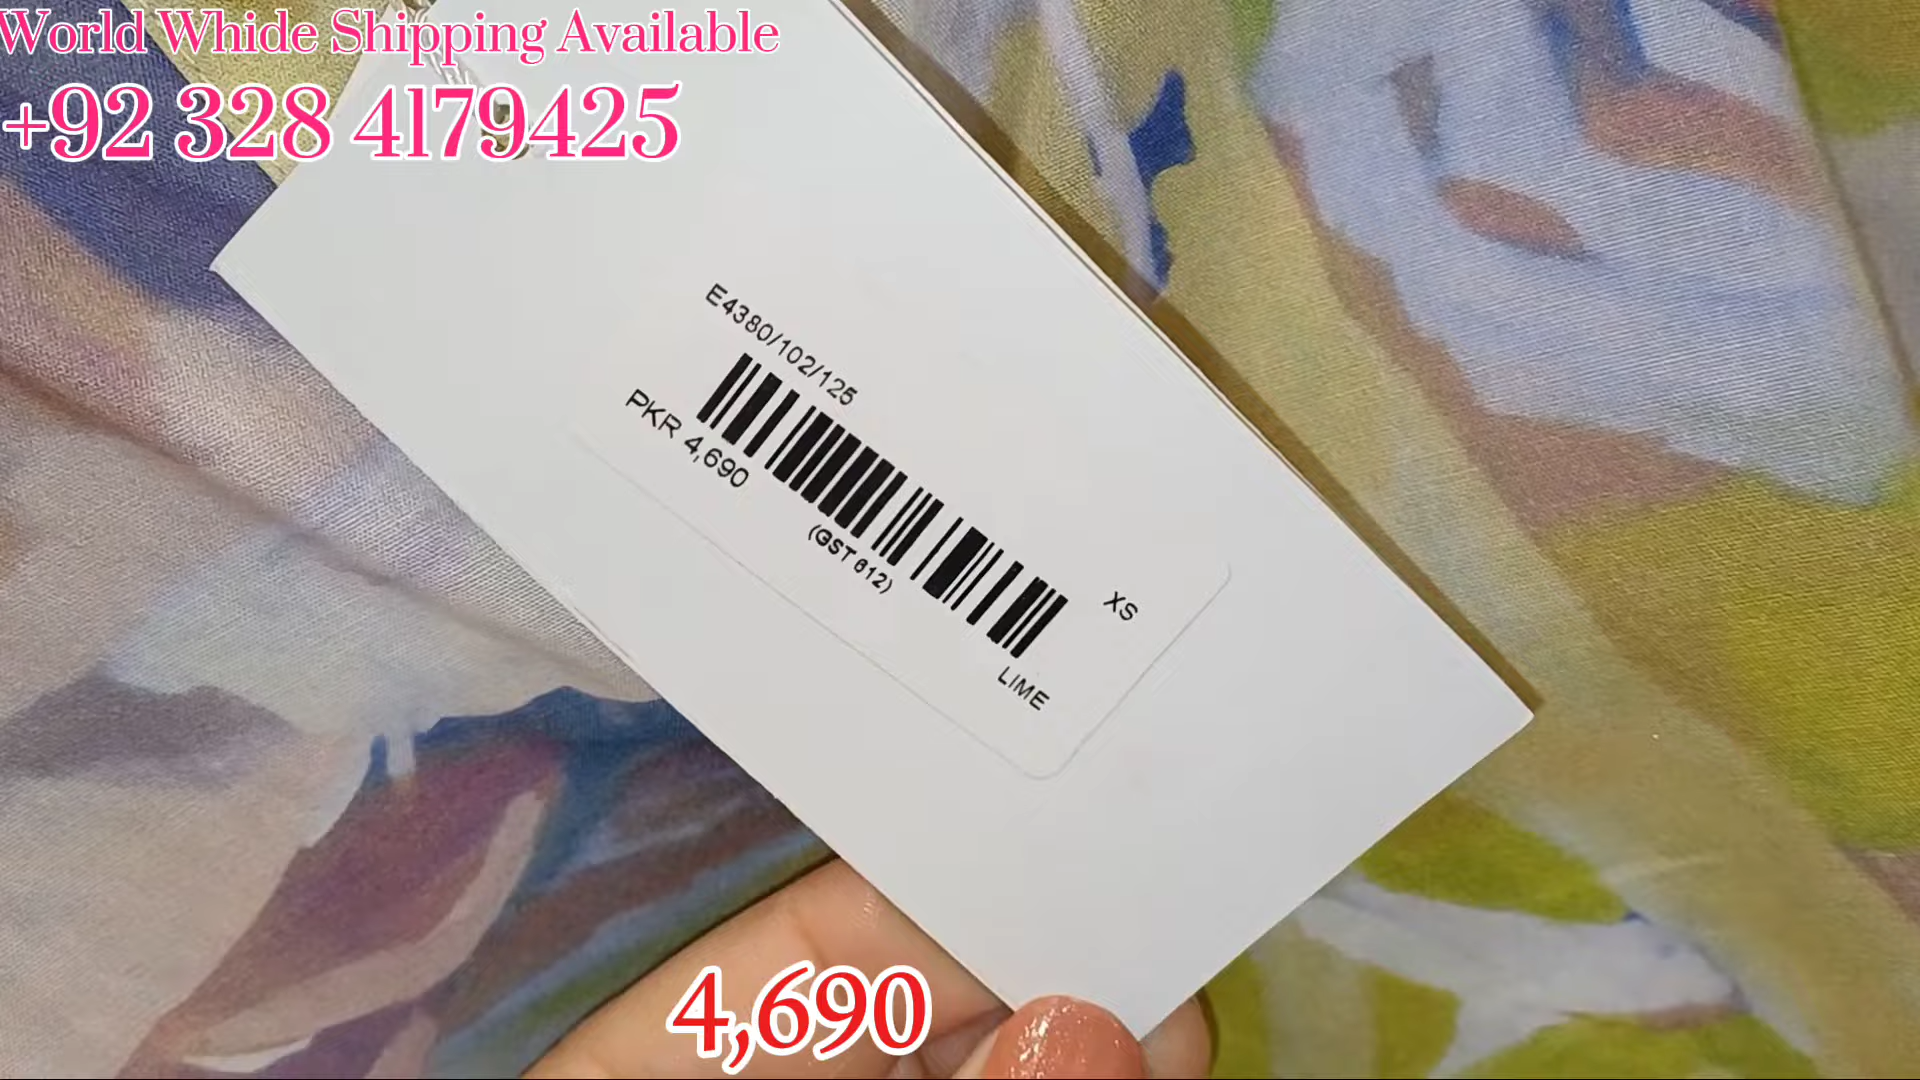 World Whide Shipping Available
+92 328 4179425
E4380/102/125
PKR 4,690
(GST 612)
XS
LIME
4,690